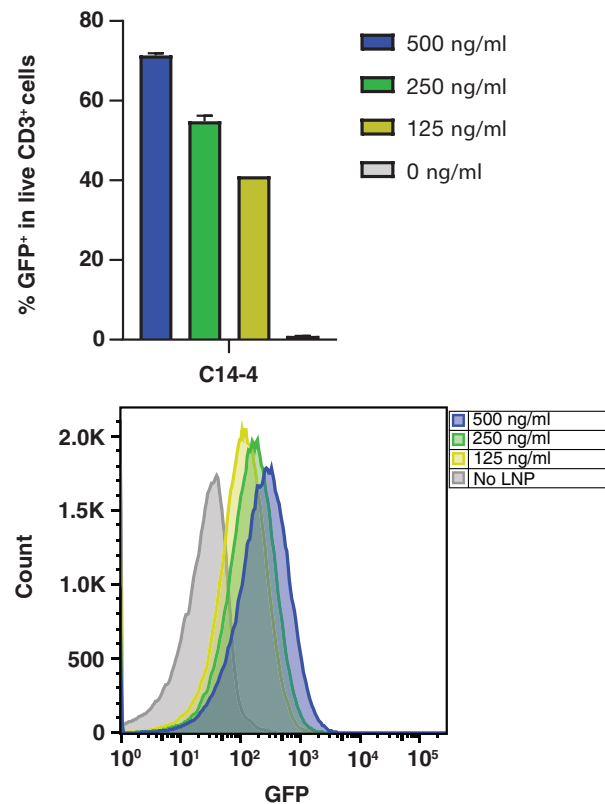 80
60
40
20
0
% GFP⁺ in live CD3⁺ cells
C14-4
500 ng/ml
250 ng/ml
125 ng/ml
0 ng/ml
2.0K
1.5K
1.0K
500
0
Count
10⁰ 10¹ 10² 10³ 10⁴ 10⁵
GFP
500 ng/ml
250 ng/ml
125 ng/ml
No LNP